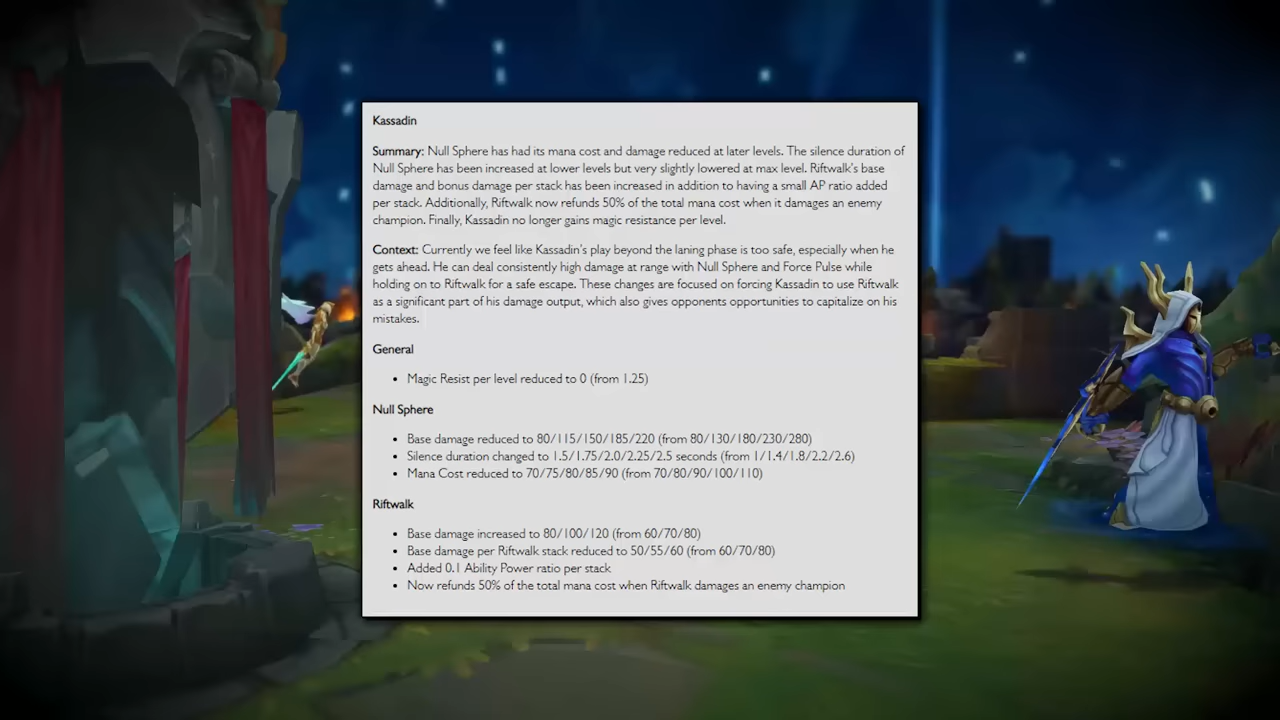 Kassadin
Summary: Null Sphere has had its mana cost and damage reduced at later levels. The silence duration of
Null Sphere has been increased at lower levels but very slightly lowered at max level. Riftwalk's base
damage and bonus damage per stack has been increased in addition to having a small AP ratio added
per stack. Additionally, Riftwalk now refunds 50% of the total mana cost when it damages an enemy
champion. Finally, Kassadin no longer gains magic resistance per level.
Context: Currently we feel like Kassadin's play beyond the laning phase is too safe, especially when he
gets ahead. He can deal consistently high damage at range with Null Sphere and Force Pulse while
holding on to Riftwalk for a safe escape. These changes are focused on forcing Kassadin to use Riftwalk
as a significant part of his damage output, which also gives opponents opportunities to capitalize on his
mistakes.
General
• Magic Resist per level reduced to 0 (from 1.25)
Null Sphere
• Base damage reduced to 80/115/150/185/220 (from 80/130/180/230/280)
• Silence duration changed to 1.5/1.75/2.0/2.25/2.5 seconds (from 1/1.4/1.8/2.2/2.6)
• Mana Cost reduced to 70/75/80/85/90 (from 70/80/90/100/110)
Riftwalk
• Base damage increased to 80/100/120 (from 60/70/80)
• Base damage per Riftwalk stack reduced to 50/55/60 (from 60/70/80)
• Added 0.1 Ability Power ratio per stack
• Now refunds 50% of the total mana cost when Riftwalk damages an enemy champion